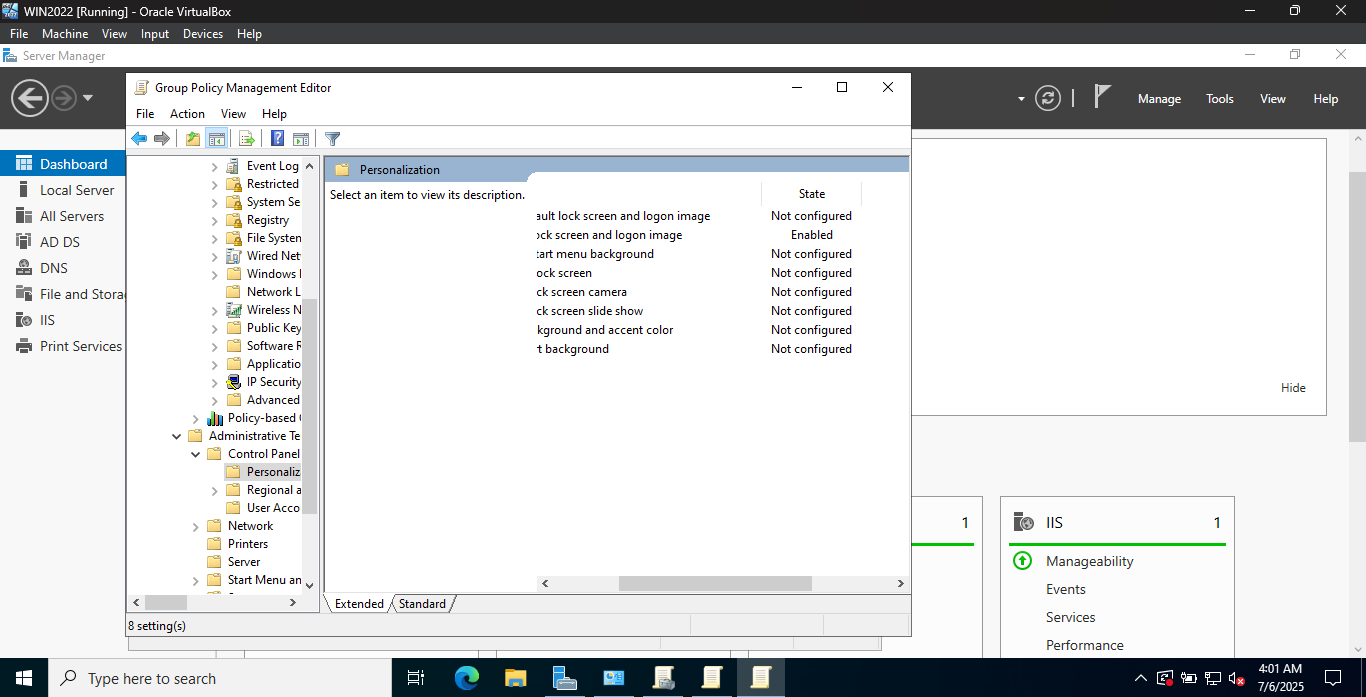 WIN2022 [Running] - Oracle VirtualBox
File Machine View Input Devices Help
Server Manager
Manage Tools View Help
Dashboard
Local Server
All Servers
AD DS
DNS
File and Stora
IIS
Print Services
Group Policy Management Editor
File Action View Help
Event Log
Restricted
System Se
Registry
File System
Wired Net
Windows
Network L
Wireless N
Public Key
Software R
Applicatio
IP Security
Advanced
Policy-based
Administrative Te
Control Panel
Personaliz
Regional a
User Acco
Network
Printers
Server
Start Menu an
Personalization
Select an item to view its description.
State
ault lock screen and logon image Not configured
ock screen and logon image Enabled
tart menu background Not configured
ock screen Not configured
ck screen camera Not configured
ck screen slide show Not configured
kground and accent color Not configured
t background Not configured
Extended Standard
8 setting(s)
Hide
1
IIS 1
Manageability
Events
Services
Performance
Type here to search
4:01 AM
7/6/2025